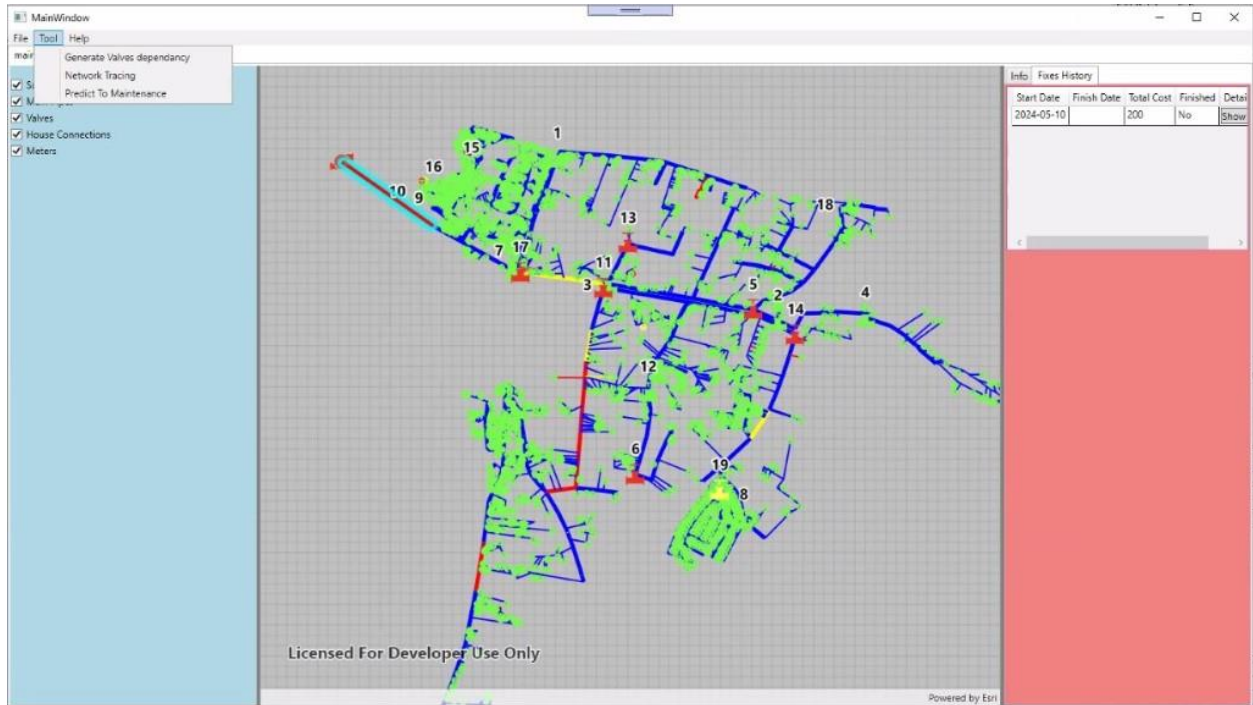 MainWindow
File Tool Help
Generate Valves dependancy
Network Tracing
Predict To Maintenance
Valves
House Connections
Meters
1
15
16
10
9
18
13
7 17
11
3
5
2
4
14
12
6
19
8
Licensed For Developer Use Only
Powered by Esri
Info Fixes History
Start Date Finish Date Total Cost Finished Detai
2024-05-10 200 No Show